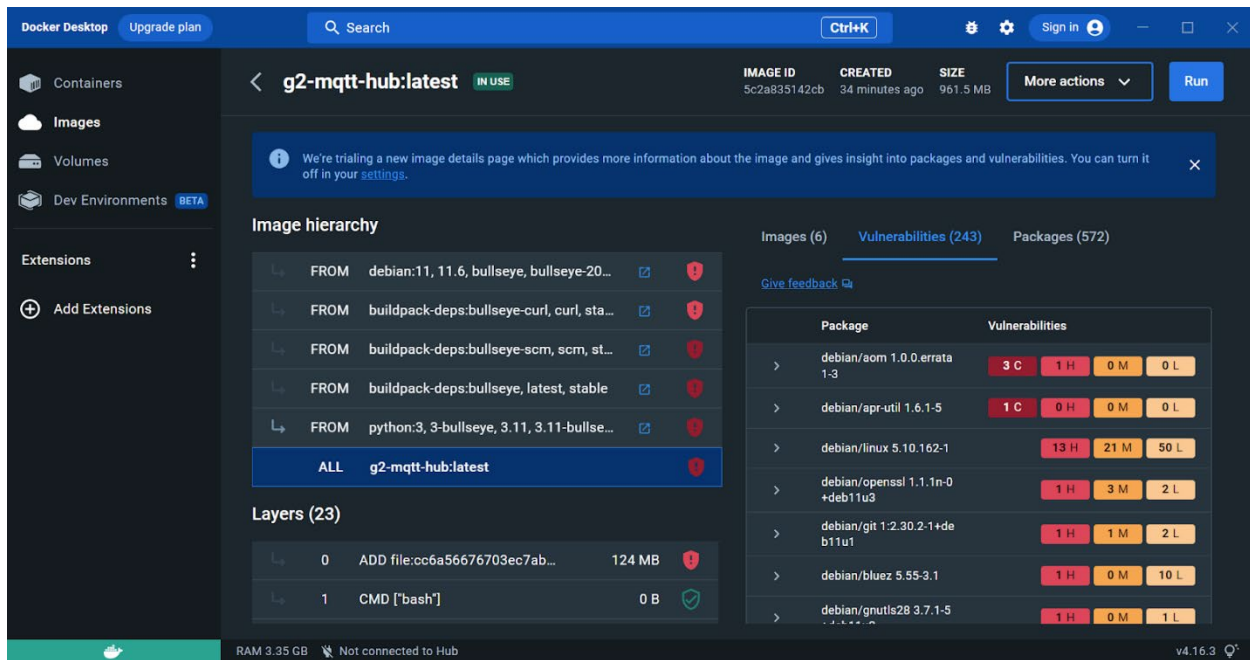 Docker Desktop Upgrade plan Search Ctrl+K Sign in
Containers
Images
Volumes
Dev Environments BETA
Extensions
Add Extensions
g2-mqtt-hub:latest IN USE
IMAGE ID CREATED SIZE
5c2a835142cb 34 minutes ago 961.5 MB
More actions
Run
We're trialing a new image details page which provides more information about the image and gives insight into packages and vulnerabilities. You can turn it
off in your settings.
Image hierarchy
FROM debian:11, 11.6, bullseye, bullseye-20...
FROM buildpack-deps:bullseye-curl, curl, sta...
FROM buildpack-deps:bullseye-scm, scm, st...
FROM buildpack-deps:bullseye, latest, stable
FROM python:3, 3-bullseye, 3.11, 3.11-bullse...
ALL g2-mqtt-hub:latest
Layers (23)
0 ADD file:cc6a56676703ec7ab... 124 MB
1 CMD ["bash"] 0 B
Images (6) Vulnerabilities (243) Packages (572)
Give feedback
Package Vulnerabilities
debian/aom 1.0.0.errata
1-3
3 C 1 H 0 M 0 L
debian/apr-util 1.6.1-5 1 C 0 H 0 M 0 L
debian/linux 5.10.162-1 13 H 21 M 50 L
debian/openssl 1.1.1n-0
+deb11u3
1 H 3 M 2 L
debian/git 1:2.30.2-1+de
b11u1
1 H 1 M 2 L
debian/bluez 5.55-3.1 1 H 0 M 10 L
debian/gnutls28 3.7.1-5
1 H 0 M 1 L
RAM 3.35 GB Not connected to Hub v4.16.3